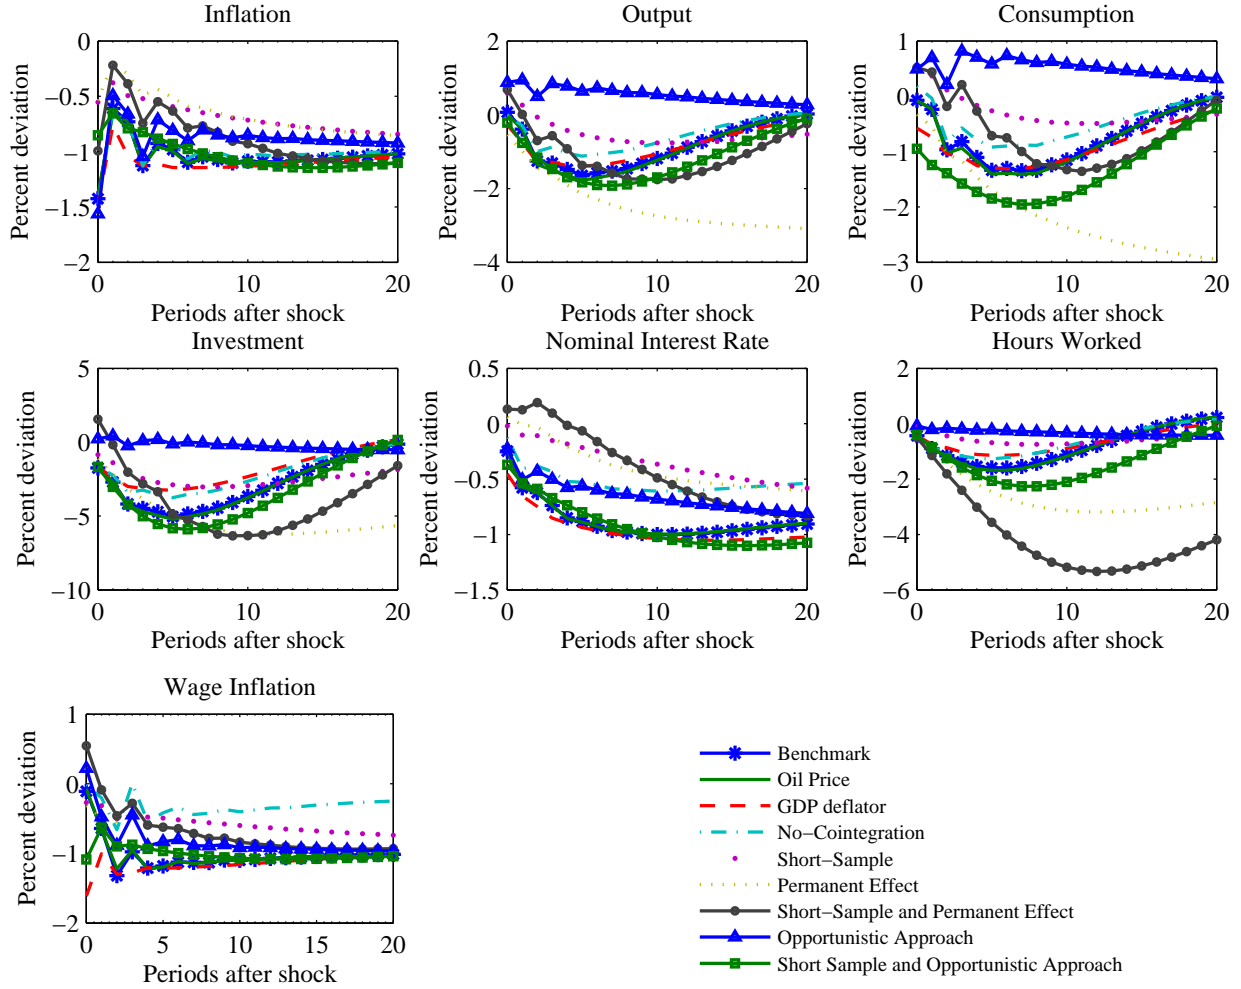 Inflation
Output
Consumption
Percent deviation
0
−0.5
−1
−1.5
−2
0
10
20
Periods after shock
Percent deviation
2
0
−2
−4
0
10
20
Periods after shock
Percent deviation
1
0
−1
−2
−3
0
10
20
Periods after shock
Investment
Nominal Interest Rate
Hours Worked
Percent deviation
5
0
−5
−10
0
10
20
Periods after shock
Percent deviation
0.5
0
−0.5
−1
−1.5
0
10
20
Periods after shock
Percent deviation
2
0
−2
−4
−6
0
10
20
Periods after shock
Wage Inflation
Percent deviation
1
0
−1
−2
0
5
10
15
20
Periods after shock
Benchmark
Oil Price
GDP deflator
No−Cointegration
Short−Sample
Permanent Effect
Short−Sample and Permanent Effect
Opportunistic Approach
Short Sample and Opportunistic Approach